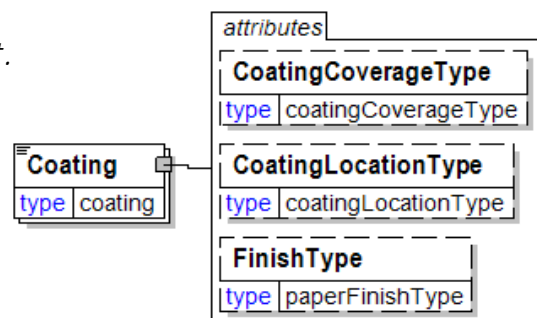 attributes
t.
CoatingCoverageType
type coatingCoverageType
Coating
type coating
CoatingLocationType
type coatingLocationType
FinishType
type paperFinishType